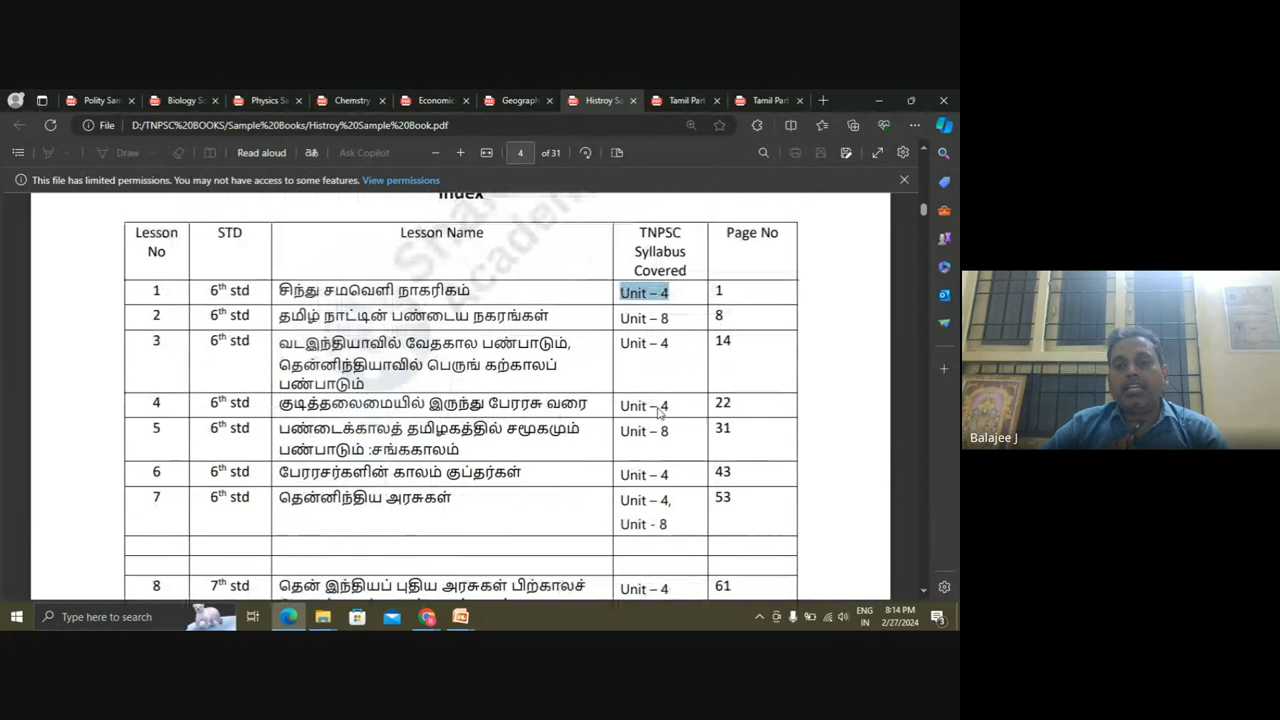 Polity Sam
Biology S
Physics Sa
Chemstry
Economic
Geograph
Histroy Sa
Tamil Part
Tamil Part
File
D:/TNPSC%20BOOKS/Sample%20Books/Histroy%20Sample%20Book.pdf
Draw
Read aloud
aあ
Ask Copilot
4 of 31
This file has limited permissions. You may not have access to some features. View permissions
Index
Lesson No STD Lesson Name TNPSC Syllabus Covered Page No
1 6th std சிந்து சமவெளி நாகரிகம் Unit – 4 1
2 6th std தமிழ் நாட்டின் பண்டைய நகரங்கள் Unit – 8 8
3 6th std வடஇந்தியாவில் வேதகால பண்பாடும், Unit – 4 14
தென்னிந்தியாவில் பெருங் கற்காலப்
பண்பாடும்
4 6th std குடித்தலைமையில் இருந்து பேரரசு வரை Unit – 4 22
5 6th std பண்டைக்காலத் தமிழகத்தில் சமூகமும் Unit – 8 31
பண்பாடும் :சங்ககாலம்
6 6th std பேரரசர்களின் காலம் குப்தர்கள் Unit – 4 43
7 6th std தென்னிந்திய அரசுகள் Unit – 4, 53
Unit - 8
8 7th std தென் இந்தியப் புதிய அரசுகள் பிற்காலச் Unit – 4 61
Academ
Balajee J
Type here to search
ENG
IN
8:14 PM
2/27/2024
3